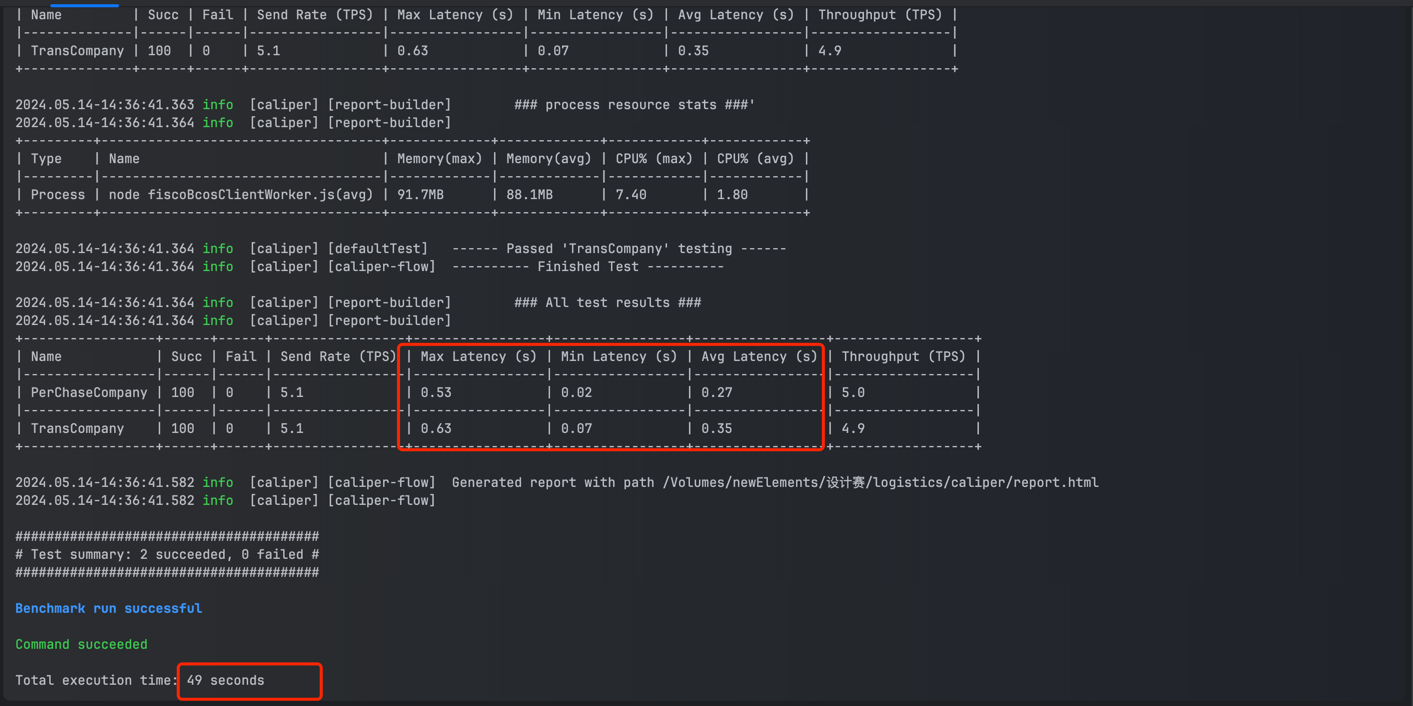 | Name         | Succ | Fail | Send Rate (TPS) | Max Latency (s) | Min Latency (s) | Avg Latency (s) | Throughput (TPS) |
|--------------|------|------|-----------------|-----------------|-----------------|-----------------|------------------|
| TransCompany | 100  | 0    | 5.1             | 0.63            | 0.07            | 0.35            | 4.9              |
+--------------+------+------+-----------------+-----------------+-----------------+-----------------+------------------+
2024.05.14-14:36:41.363 info  [caliper] [report-builder]        ### process resource stats ###'
2024.05.14-14:36:41.364 info  [caliper] [report-builder]
+---------+------------------------------------+-------------+-------------+------------+------------+
| Type    | Name                               | Memory(max) | Memory(avg) | CPU% (max) | CPU% (avg) |
|---------|------------------------------------|-------------|-------------|------------|------------|
| Process | node fiscoBcosClientWorker.js(avg) | 91.7MB      | 88.1MB      | 7.40       | 1.80       |
+---------+------------------------------------+-------------+-------------+------------+------------+
2024.05.14-14:36:41.364 info  [caliper] [defaultTest]   ------ Passed 'TransCompany' testing ------
2024.05.14-14:36:41.364 info  [caliper] [caliper-flow]  ---------- Finished Test ----------
2024.05.14-14:36:41.364 info  [caliper] [report-builder]        ### All test results ###
2024.05.14-14:36:41.364 info  [caliper] [report-builder]
+-----------------+------+------+-----------------+-----------------+-----------------+-----------------+------------------+
| Name            | Succ | Fail | Send Rate (TPS) | Max Latency (s) | Min Latency (s) | Avg Latency (s) | Throughput (TPS) |
|-----------------|------|------|-----------------|-----------------|-----------------|-----------------|------------------|
| PerChaseCompany | 100  | 0    | 5.1             | 0.53            | 0.02            | 0.27            | 5.0              |
|-----------------|------|------|-----------------|-----------------|-----------------|-----------------|------------------|
| TransCompany    | 100  | 0    | 5.1             | 0.63            | 0.07            | 0.35            | 4.9              |
+-----------------+------+------+-----------------+-----------------+-----------------+-----------------+------------------+
2024.05.14-14:36:41.582 info  [caliper] [caliper-flow]  Generated report with path /Volumes/newElements/设计赛/logistics/caliper/report.html
2024.05.14-14:36:41.582 info  [caliper] [caliper-flow]
#######################################
# Test summary: 2 succeeded, 0 failed #
#######################################
Benchmark run successful
Command succeeded
Total execution time: 49 seconds